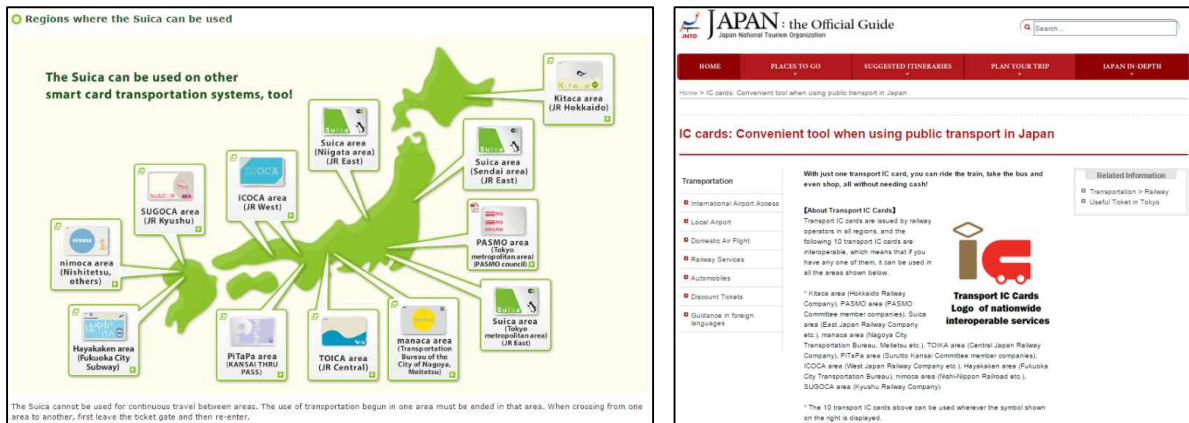 Regions where the Suica can be used
The Suica can be used on other
smart card transportation systems, too!
Kitaca area
(JR Hokkaido)
Suica
Suica area
(Niigata area)
(JR East)
Suica
Suica area
(Sendai area)
(JR East)
ICOCA
ICOCA area
(JR West)
SUGOCA
SUGOCA area
(JR Kyushu)
PASMO area
(Tokyo
metropolitan area)
(PASMO council)
nimoca
nimoca area
(Nishitetsu,
others)
Suica
Suica area
(Tokyo
metropolitan area)
(JR East)
Hayakaken area
(Fukuoka City
Subway)
PiTaPa area
(KANSAI THRU
PASS)
TOICA area
(JR Central)
manaca area
(Transportation
Bureau of the
City of Nagoya,
Meitetsu)
The Suica cannot be used for continuous travel between areas. The use of transportation begun in one area must be ended in that area. When crossing from one
area to another, first leave the ticket gate and then re-enter.
JNTO
JAPAN : the Official Guide
Japan National Tourism Organization
Search...
HOME
PLACES TO GO
SUGGESTED ITINERARIES
PLAN YOUR TRIP
JAPAN IN-DEPTH
Home > IC cards: Convenient tool when using public transport in Japan
IC cards: Convenient tool when using public transport in Japan
Transportation
International Airport Access
Local Airport
Domestic Air Flight
Railway Services
Automobiles
Discount Tickets
Guidance in foreign
languages
With just one transport IC card, you can ride the train, take the bus and
even shop, all without needing cash!
【About Transport IC Cards】
Transport IC cards are issued by railway
operators in all regions, and the
following 10 transport IC cards are
interoperable, which means that if you
have any one of them, it can be used in
all the areas shown below.
* Kitaca area (Hokkaido Railway
Company), PASMO area (PASMO
Committee member companies), Suica
area (East Japan Railway Company
etc.), manaca area (Nagoya City
Transportation Bureau, Meitetsu etc.), TOIKA area (Central Japan Railway
Company), PiTaPa area (Surutto Kansai Committee member companies),
ICOCA area (West Japan Railway Company etc.), Hayakaken area (Fukuoka
City Transportation Bureau), nimoca area (Nishi-Nippon Railroad etc.),
SUGOCA area (Kyushu Railway Company)
* The 10 transport IC cards above can be used wherever the symbol shown
on the right is displayed.
ic
Transport IC Cards
Logo of nationwide
interoperable services
Related Information
Transportation > Railway
Useful Ticket in Tokyo